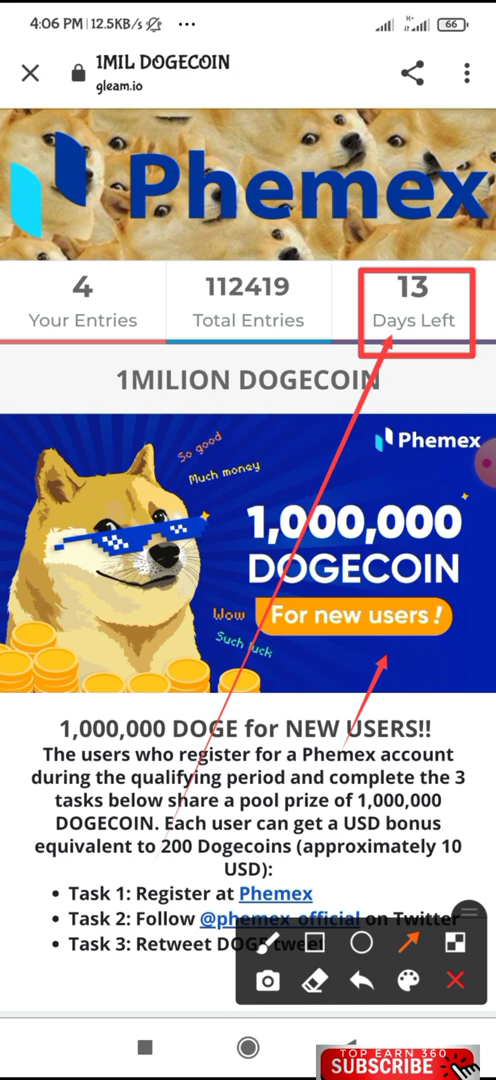 4:06 PM | 12.5KB/s
66
1MIL DOGECOIN
gleam.io
Phemex
4
112419
13
Your Entries
Total Entries
Days Left
1MILION DOGECOIN
Phemex
So good
Much money
1,000,000
DOGECOIN
Wow
For new users!
Such luck
1,000,000 DOGE for NEW USERS!!
The users who register for a Phemex account
during the qualifying period and complete the 3
tasks below share a pool prize of 1,000,000
DOGECOIN. Each user can get a USD bonus
equivalent to 200 Dogecoins (approximately 10
USD):
• Task 1: Register at Phemex
• Task 2: Follow @phemex_official on Twitter
• Task 3: Retweet DOGE tweet
TOP EARN 360
SUBSCRIBE